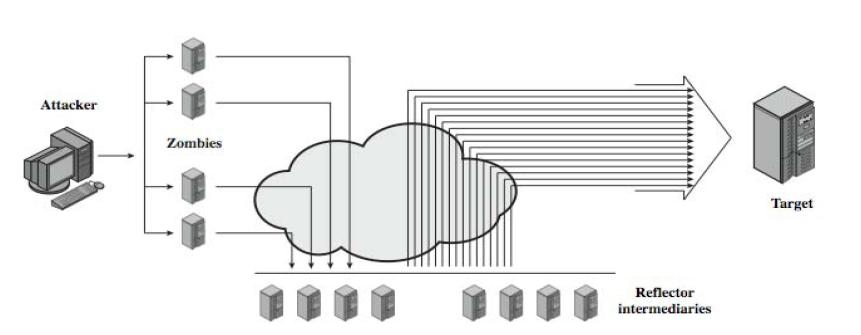 Attacker
Zombies
Target
Reflector
intermediaries